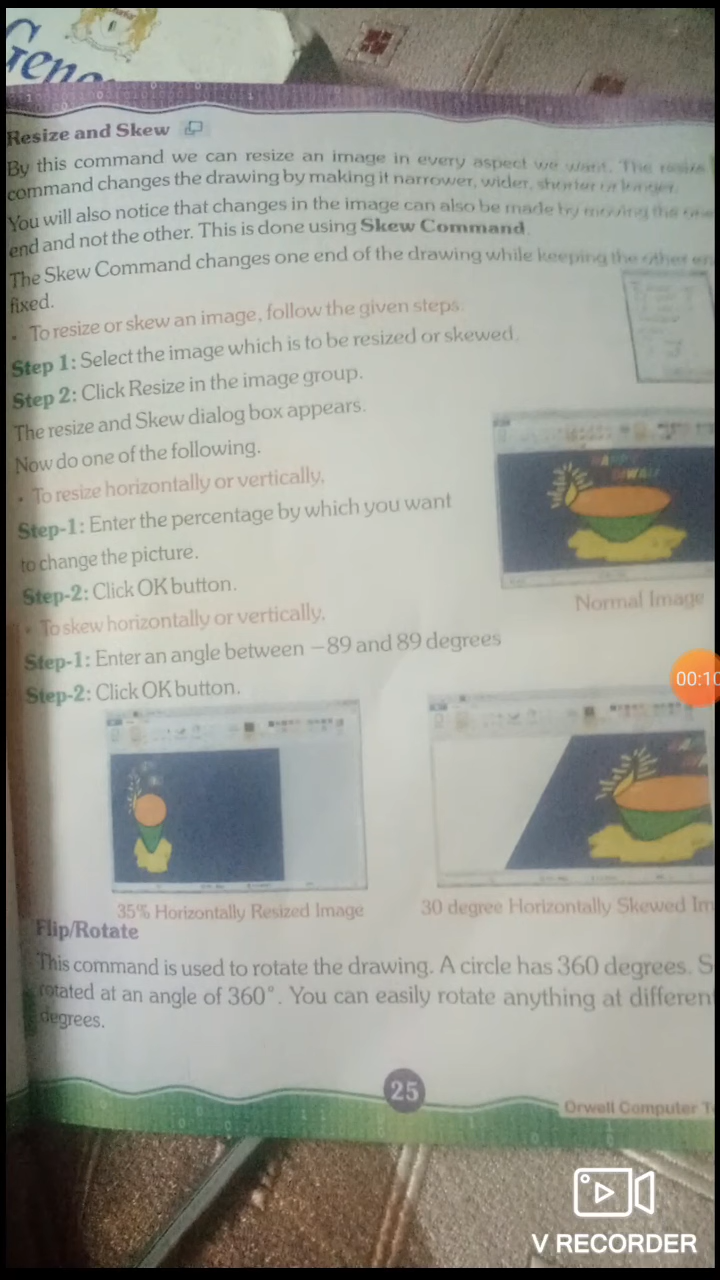 Resize and Skew
By this command we can resize an image in every aspect we want. The resize
command changes the drawing by making it narrower, wider, shorter or longer.
You will also notice that changes in the image can also be made by moving the one
end and not the other. This is done using Skew Command.
The Skew Command changes one end of the drawing while keeping the other en
fixed.
• To resize or skew an image, follow the given steps.
Step 1: Select the image which is to be resized or skewed.
Step 2: Click Resize in the image group.
The resize and Skew dialog box appears.
Now do one of the following.
• To resize horizontally or vertically,
Step-1: Enter the percentage by which you want
to change the picture.
Step-2: Click OK button.
• To skew horizontally or vertically,
Step-1: Enter an angle between –89 and 89 degrees
Step-2: Click OK button.
HAPPY
DIWALI
Normal Image
00:10
35% Horizontally Resized Image
30 degree Horizontally Skewed Im
Flip/Rotate
This command is used to rotate the drawing. A circle has 360 degrees. S
rotated at an angle of 360°. You can easily rotate anything at different
degrees.
25
Orwell Computer T
V RECORDER